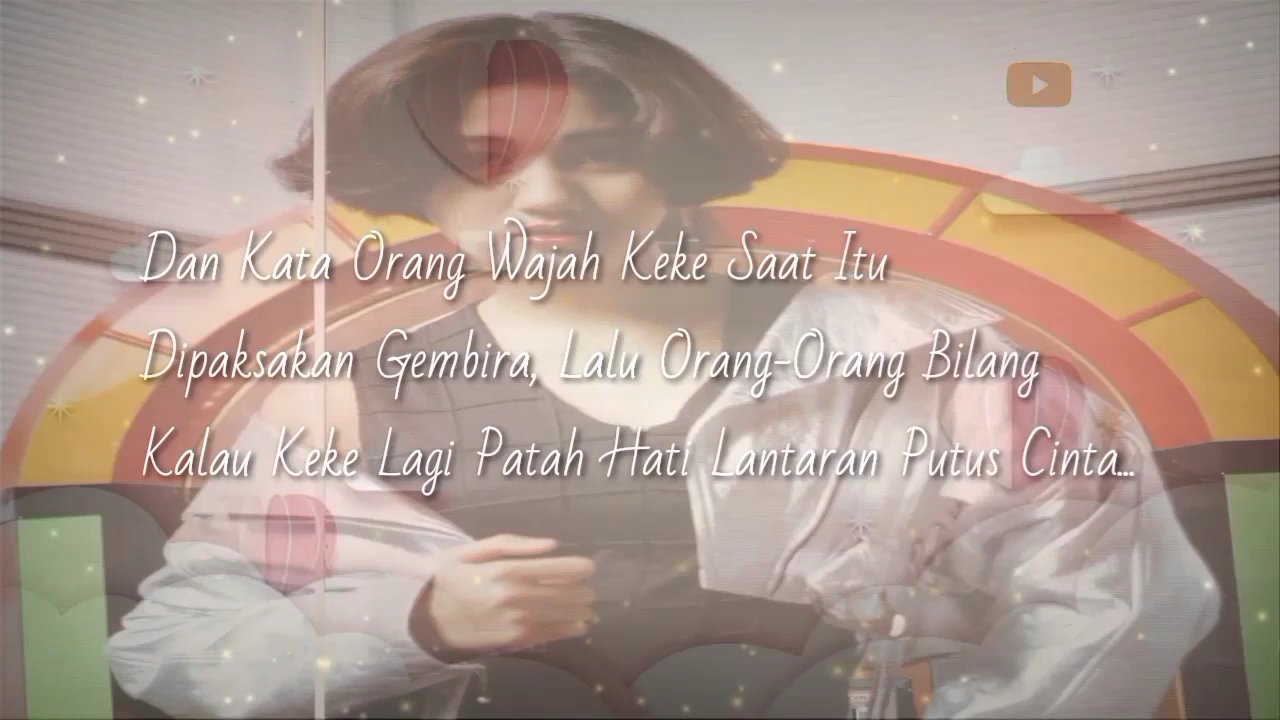 Dan Kata Orang Wajah Keke Saat Itu
Dipaksakan Gembira, Lalu Orang-Orang Bilang
Kalau Keke Lagi Patah Hati Lantaran Putus Cinta...